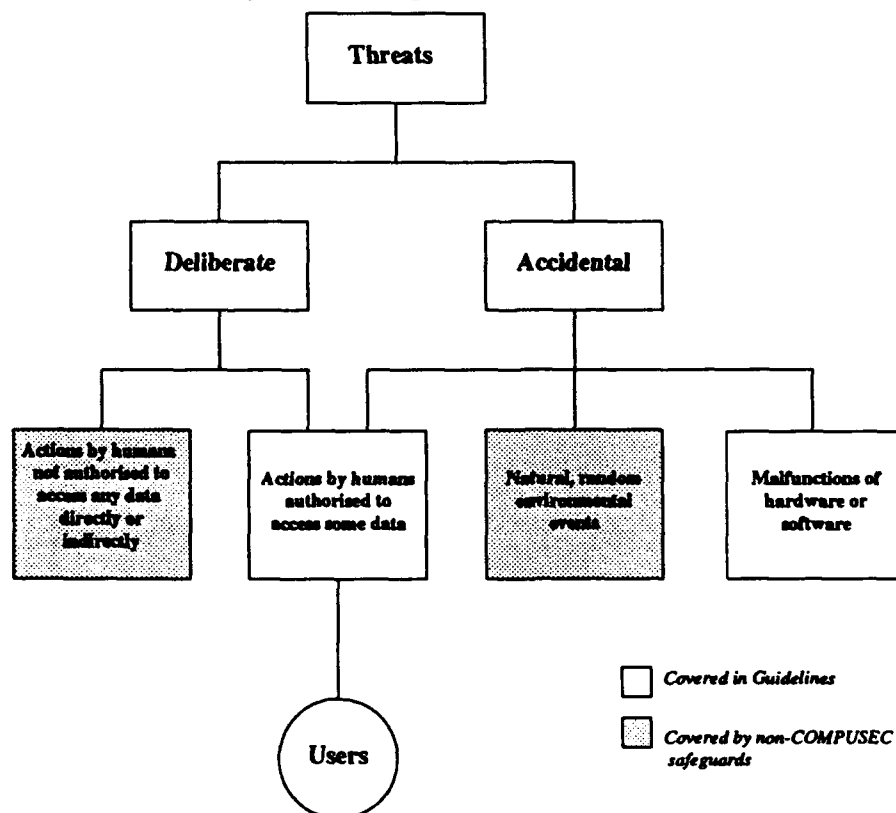 Threats
Deliberate
Accidental
Actions by humans
not authorised to
access any data
directly or
indirectly
Actions by humans
authorised to
access some data
Natural, random
environmental
events
Malfunctions of
hardware or
software
Users
Covered in Guidelines
Covered by non-COMPUSEC
safeguards